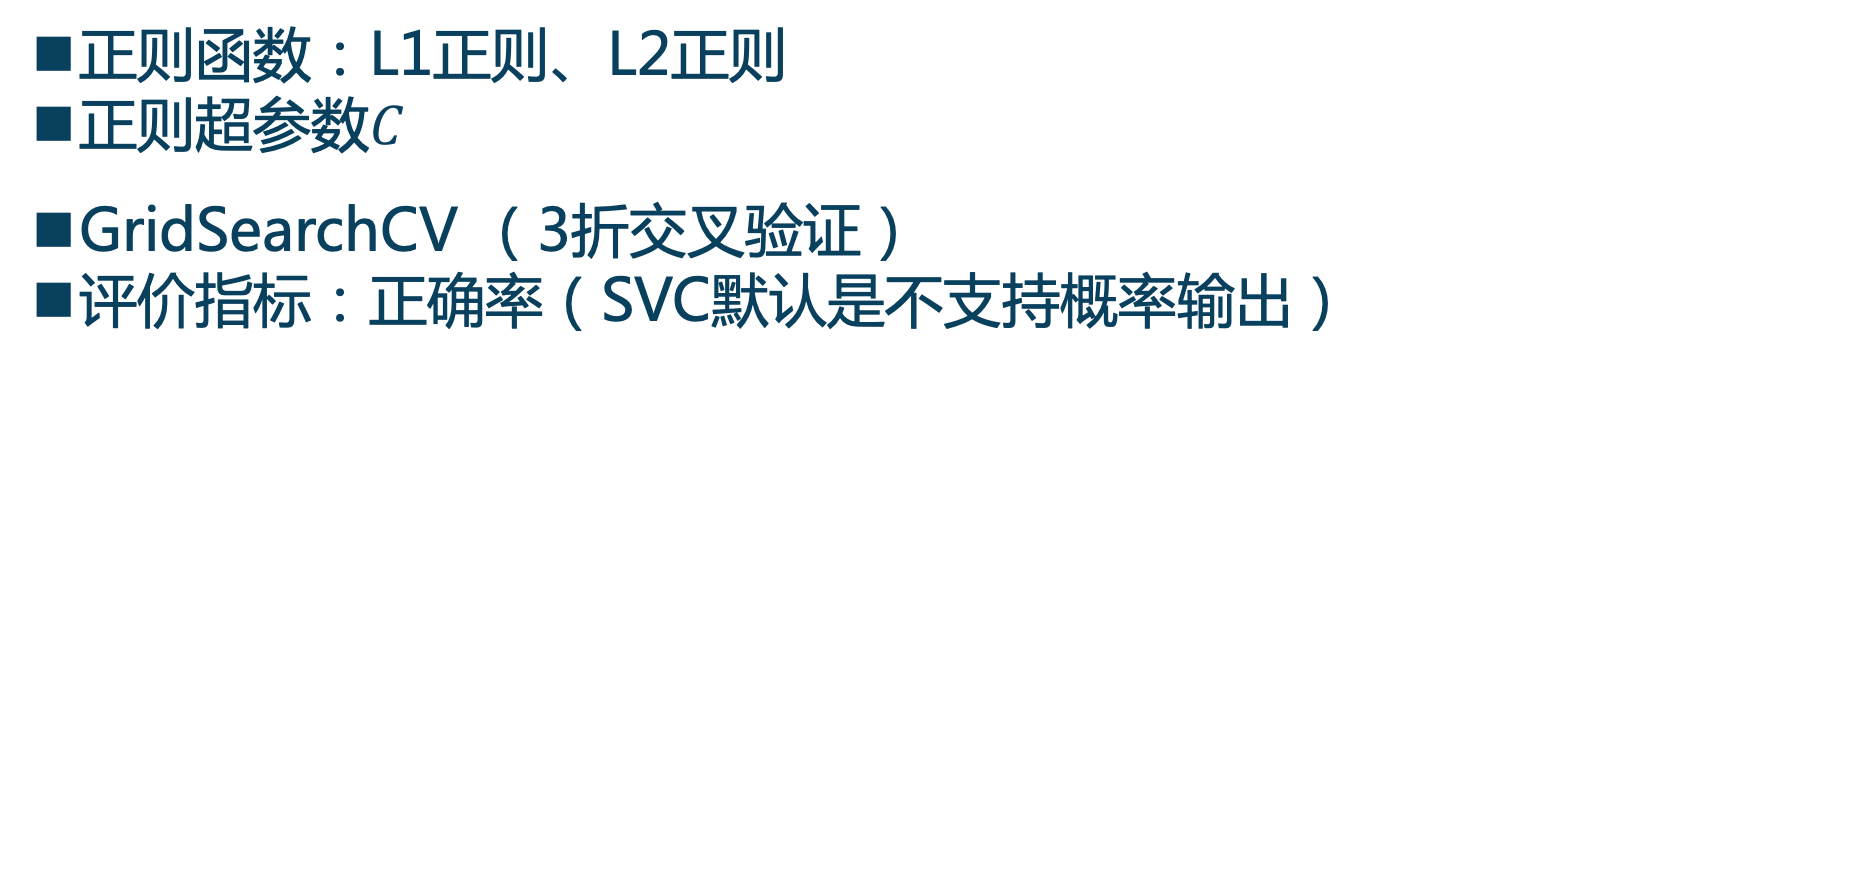 ■正则函数：L1正则、L2正则
■正则超参数C
■GridSearchCV （3折交叉验证）
■评价指标：正确率（SVC默认是不支持概率输出）